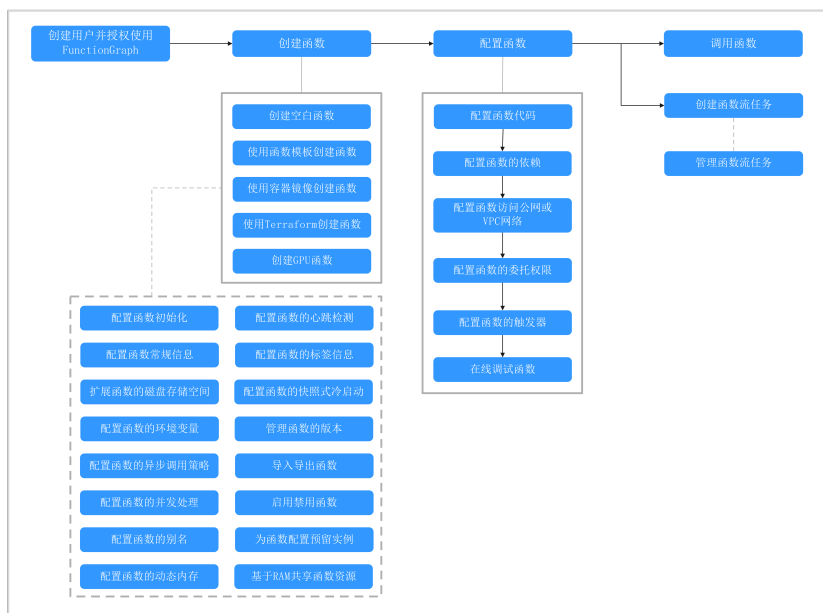 创建用户并授权使用
FunctionGraph
创建函数
配置函数
调用函数
创建空白函数
使用函数模板创建函数
使用容器镜像创建函数
使用Terraform创建函数
创建GPU函数
配置函数代码
配置函数的依赖
配置函数访问公网或
VPC网络
配置函数的委托权限
配置函数的触发器
在线调试函数
创建函数流任务
管理函数流任务
配置函数初始化
配置函数的心跳检测
配置函数常规信息
配置函数的标签信息
扩展函数的磁盘存储空间
配置函数的快照式冷启动
配置函数的环境变量
管理函数的版本
配置函数的异步调用策略
导入导出函数
配置函数的并发处理
启用禁用函数
配置函数的别名
为函数配置预留实例
配置函数的动态内存
基于RAM共享函数资源